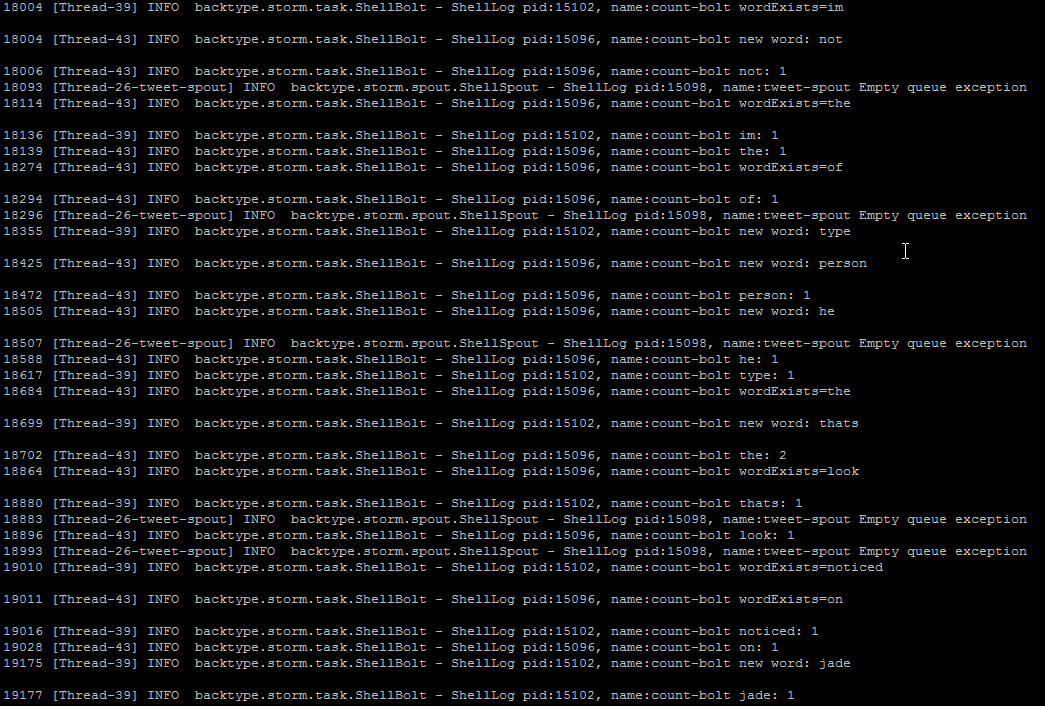 18004 [Thread-39] INFO  backtype.storm.task.ShellBolt - ShellLog pid:15102, name:count-bolt wordExists=im
18004 [Thread-43] INFO  backtype.storm.task.ShellBolt - ShellLog pid:15096, name:count-bolt new word: not
18006 [Thread-43] INFO  backtype.storm.task.ShellBolt - ShellLog pid:15096, name:count-bolt not: 1
18093 [Thread-26-tweet-spout] INFO  backtype.storm.spout.ShellSpout - ShellLog pid:15098, name:tweet-spout Empty queue exception
18114 [Thread-43] INFO  backtype.storm.task.ShellBolt - ShellLog pid:15096, name:count-bolt wordExists=the
18136 [Thread-39] INFO  backtype.storm.task.ShellBolt - ShellLog pid:15102, name:count-bolt im: 1
18139 [Thread-43] INFO  backtype.storm.task.ShellBolt - ShellLog pid:15096, name:count-bolt the: 1
18274 [Thread-43] INFO  backtype.storm.task.ShellBolt - ShellLog pid:15096, name:count-bolt wordExists=of
18294 [Thread-43] INFO  backtype.storm.task.ShellBolt - ShellLog pid:15096, name:count-bolt of: 1
18296 [Thread-26-tweet-spout] INFO  backtype.storm.spout.ShellSpout - ShellLog pid:15098, name:tweet-spout Empty queue exception
18355 [Thread-39] INFO  backtype.storm.task.ShellBolt - ShellLog pid:15102, name:count-bolt new word: type
18425 [Thread-43] INFO  backtype.storm.task.ShellBolt - ShellLog pid:15096, name:count-bolt new word: person
18472 [Thread-43] INFO  backtype.storm.task.ShellBolt - ShellLog pid:15096, name:count-bolt person: 1
18505 [Thread-43] INFO  backtype.storm.task.ShellBolt - ShellLog pid:15096, name:count-bolt new word: he
18507 [Thread-26-tweet-spout] INFO  backtype.storm.spout.ShellSpout - ShellLog pid:15098, name:tweet-spout Empty queue exception
18588 [Thread-43] INFO  backtype.storm.task.ShellBolt - ShellLog pid:15096, name:count-bolt he: 1
18617 [Thread-39] INFO  backtype.storm.task.ShellBolt - ShellLog pid:15102, name:count-bolt type: 1
18684 [Thread-43] INFO  backtype.storm.task.ShellBolt - ShellLog pid:15096, name:count-bolt wordExists=the
18699 [Thread-39] INFO  backtype.storm.task.ShellBolt - ShellLog pid:15102, name:count-bolt new word: thats
18702 [Thread-43] INFO  backtype.storm.task.ShellBolt - ShellLog pid:15096, name:count-bolt the: 2
18864 [Thread-43] INFO  backtype.storm.task.ShellBolt - ShellLog pid:15096, name:count-bolt wordExists=look
18880 [Thread-39] INFO  backtype.storm.task.ShellBolt - ShellLog pid:15102, name:count-bolt thats: 1
18883 [Thread-26-tweet-spout] INFO  backtype.storm.spout.ShellSpout - ShellLog pid:15098, name:tweet-spout Empty queue exception
18896 [Thread-43] INFO  backtype.storm.task.ShellBolt - ShellLog pid:15096, name:count-bolt look: 1
18993 [Thread-26-tweet-spout] INFO  backtype.storm.spout.ShellSpout - ShellLog pid:15098, name:tweet-spout Empty queue exception
19010 [Thread-39] INFO  backtype.storm.task.ShellBolt - ShellLog pid:15102, name:count-bolt wordExists=noticed
19011 [Thread-43] INFO  backtype.storm.task.ShellBolt - ShellLog pid:15096, name:count-bolt wordExists=on
19016 [Thread-39] INFO  backtype.storm.task.ShellBolt - ShellLog pid:15102, name:count-bolt noticed: 1
19028 [Thread-43] INFO  backtype.storm.task.ShellBolt - ShellLog pid:15096, name:count-bolt on: 1
19175 [Thread-39] INFO  backtype.storm.task.ShellBolt - ShellLog pid:15102, name:count-bolt new word: jade
19177 [Thread-39] INFO  backtype.storm.task.ShellBolt - ShellLog pid:15102, name:count-bolt jade: 1